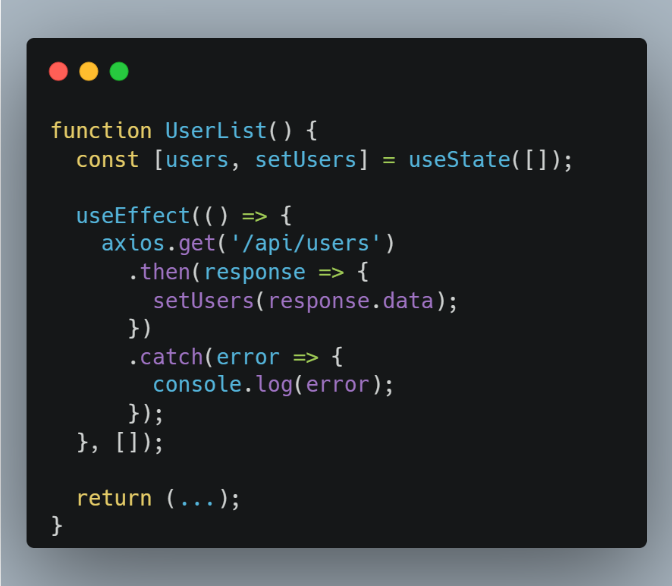 function UserList() {
  const [users, setUsers] = useState([]);

  useEffect(() => {
    axios.get('/api/users')
      .then(response => {
        setUsers(response.data);
      })
      .catch(error => {
        console.log(error);
      });
  }, []);

  return (...);
}